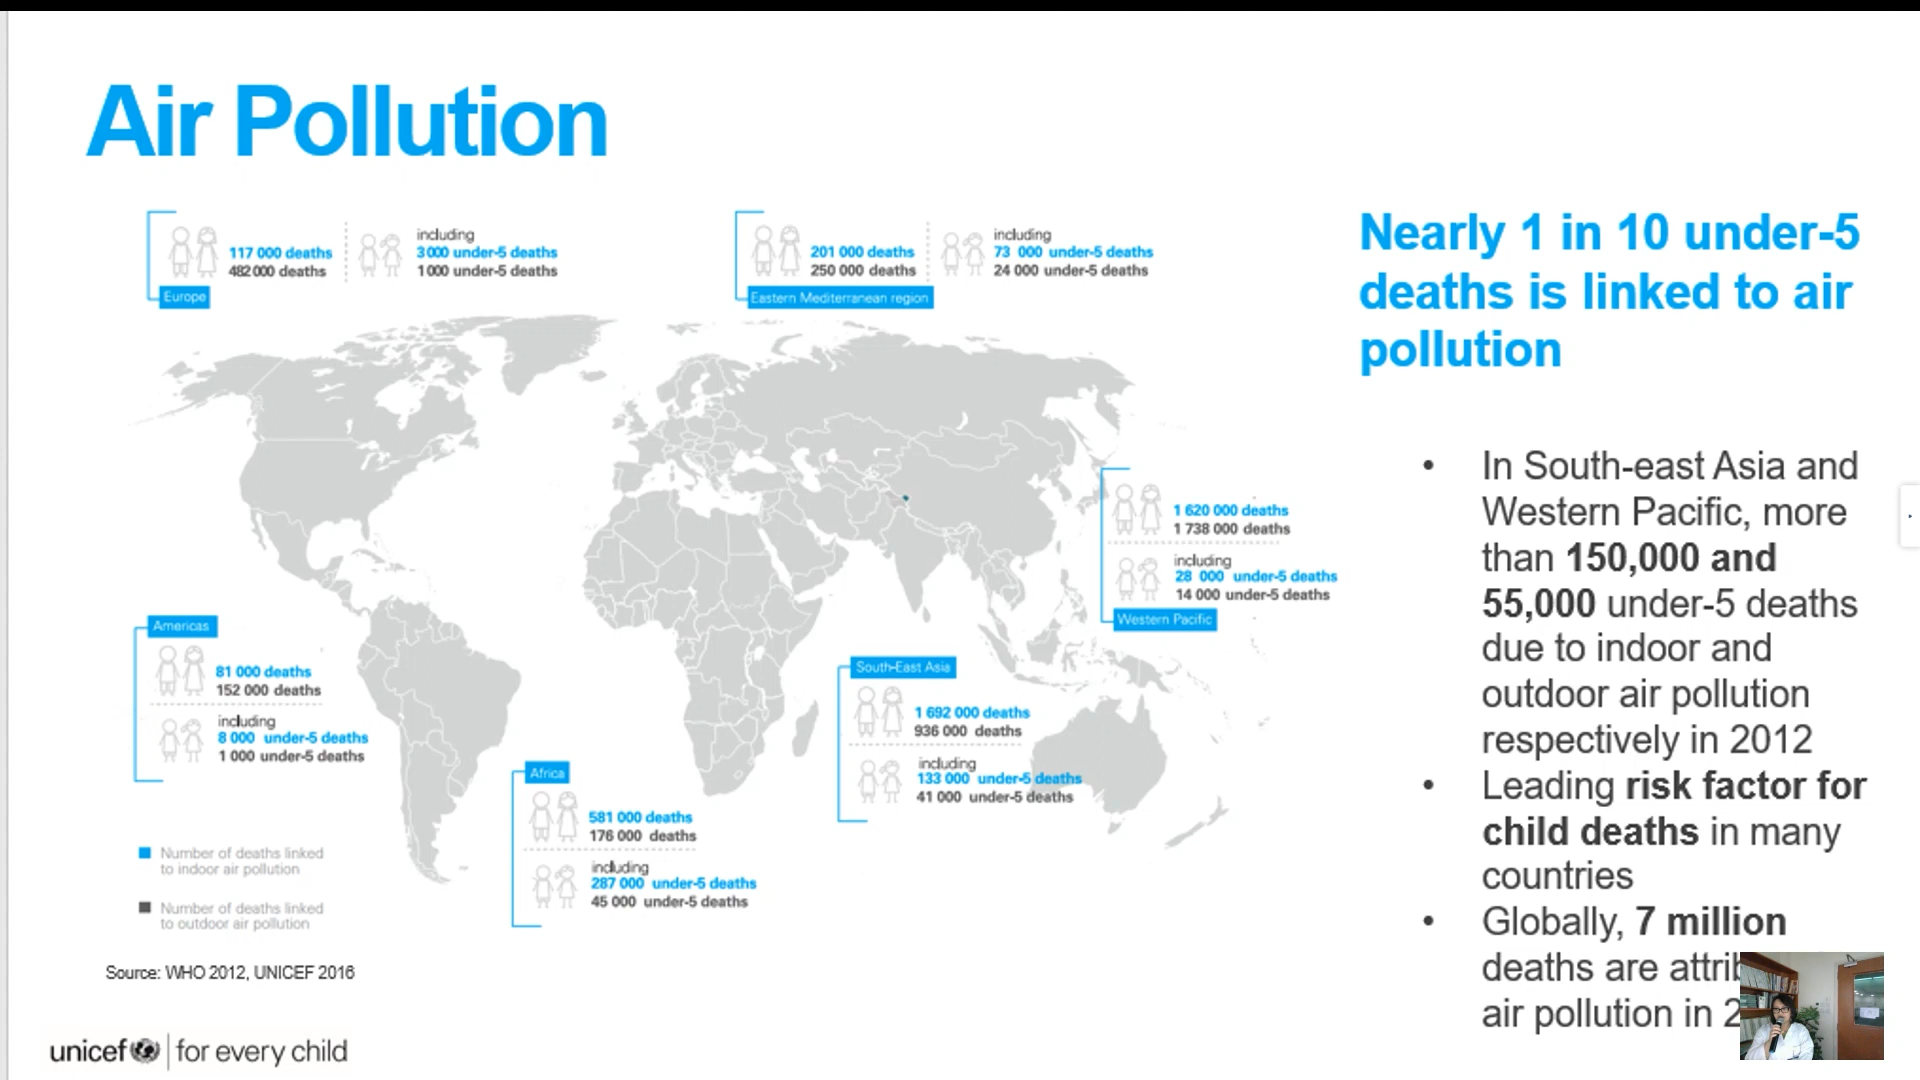 Air Pollution
117 000 deaths
482 000 deaths
including
3 000 under-5 deaths
1 000 under-5 deaths
Europe
201 000 deaths
250 000 deaths
including
73 000 under-5 deaths
24 000 under-5 deaths
Eastern Mediterranean region
1 620 000 deaths
1 738 000 deaths
including
28 000 under-5 deaths
14 000 under-5 deaths
Western Pacific
Americas
81 000 deaths
152 000 deaths
including
8 000 under-5 deaths
1 000 under-5 deaths
South-East Asia
1 692 000 deaths
936 000 deaths
including
133 000 under-5 deaths
41 000 under-5 deaths
Africa
581 000 deaths
176 000 deaths
including
287 000 under-5 deaths
45 000 under-5 deaths
Number of deaths linked
to indoor air pollution
Number of deaths linked
to outdoor air pollution
Source: WHO 2012, UNICEF 2016
unicef for every child
Nearly 1 in 10 under-5
deaths is linked to air
pollution
• In South-east Asia and
Western Pacific, more
than 150,000 and
55,000 under-5 deaths
due to indoor and
outdoor air pollution
respectively in 2012
• Leading risk factor for
child deaths in many
countries
• Globally, 7 million
deaths are
air pollution in